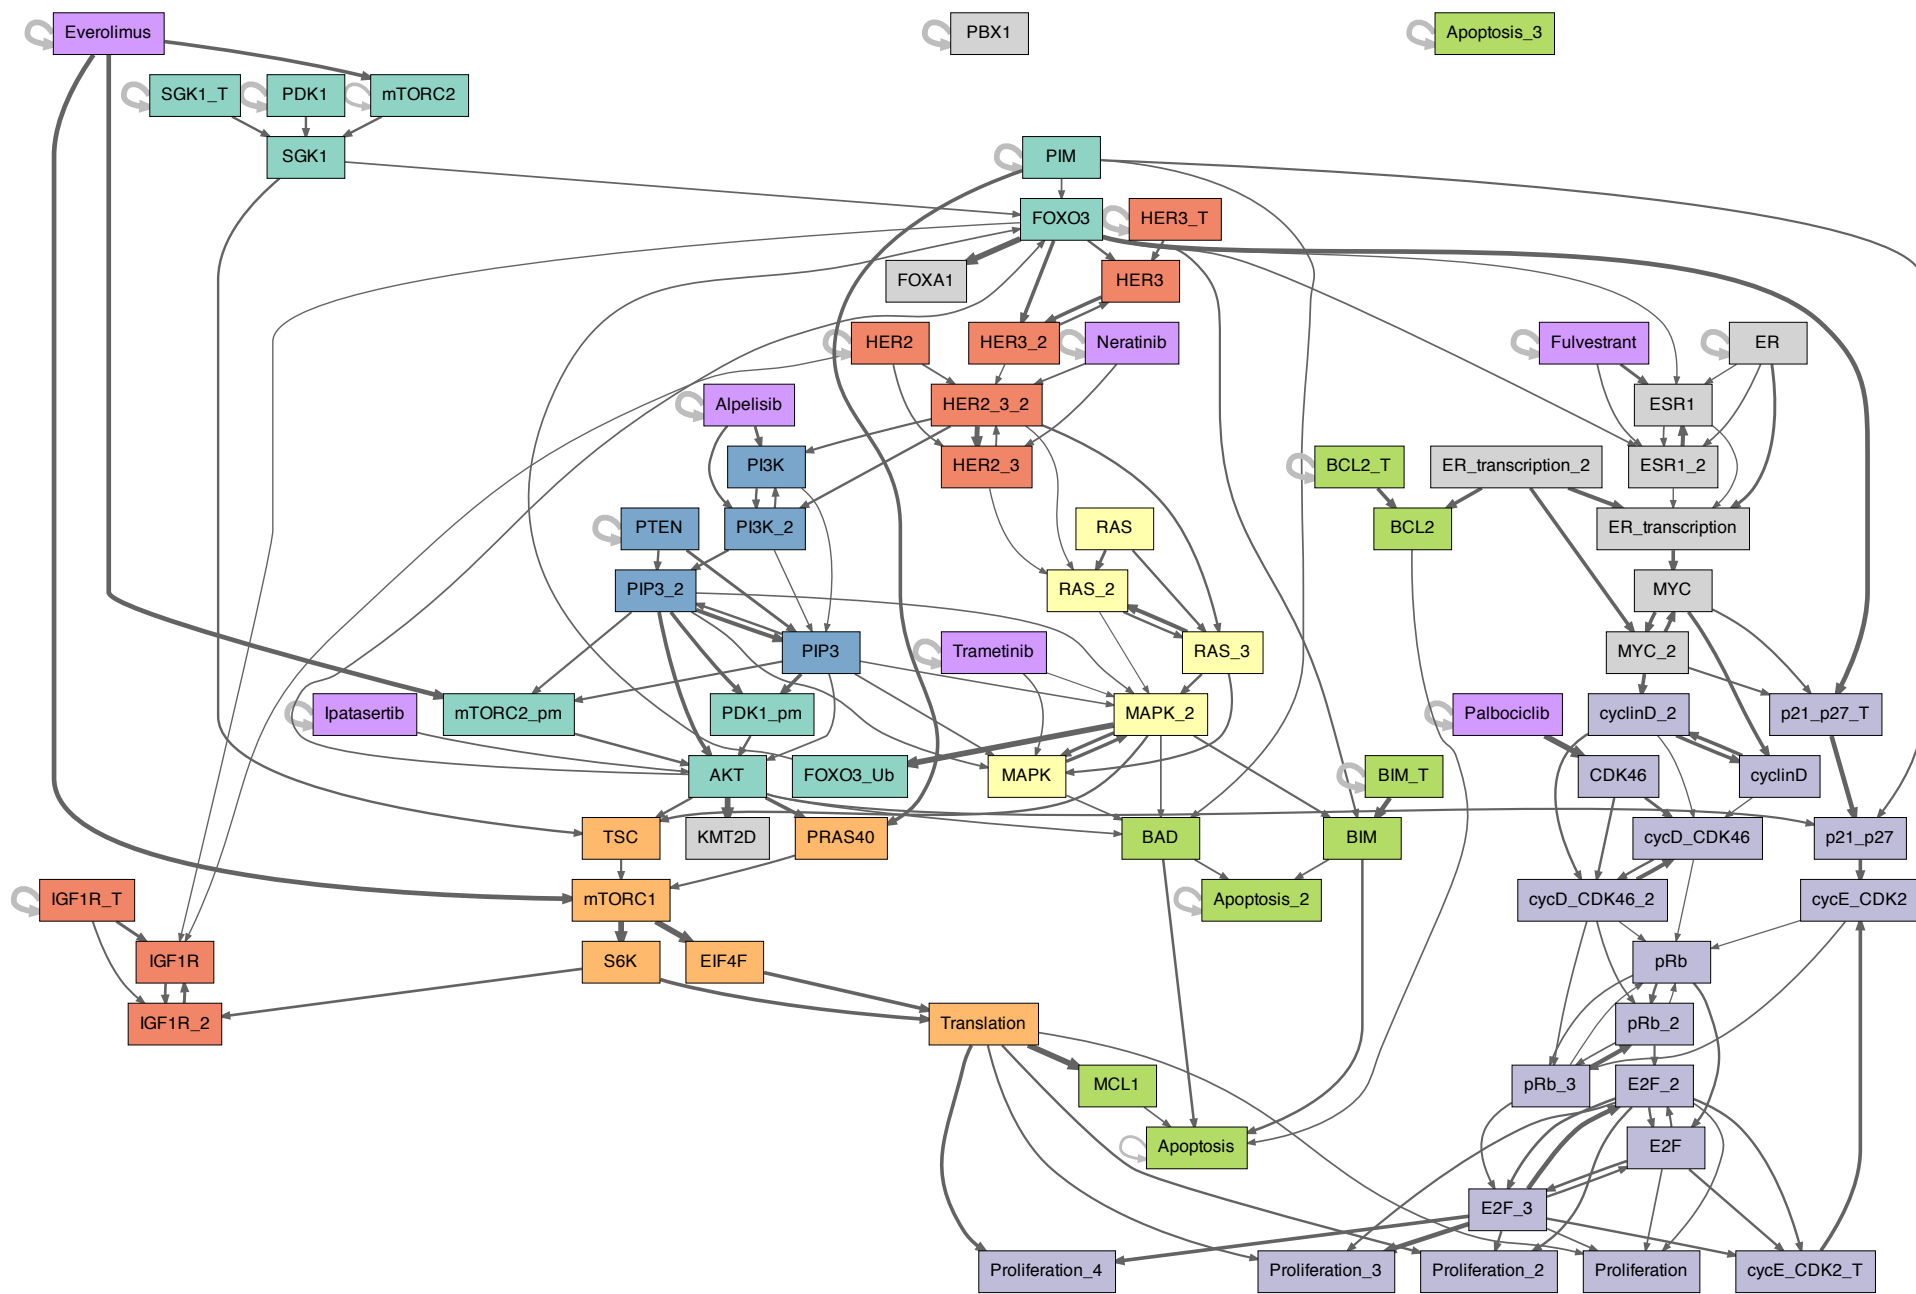 Everolimus
PBX1
Apoptosis_3
SGK1_T
PDK1
mTORC2
SGK1
PIM
FOXO3
HER3_T
FOXA1
HER3
HER2
HER3_2
Neratinib
Fulvestrant
ER
Alpelisib
HER2_3_2
ESR1
PI3K
HER2_3
BCL2_T
ER_transcription_2
ESR1_2
PTEN
PI3K_2
RAS
BCL2
ER_transcription
PIP3_2
RAS_2
MYC
PIP3
Trametinib
RAS_3
MYC_2
Ipatasertib
mTORC2_pm
PDK1_pm
MAPK_2
Palbociclib
cyclinD_2
p21_p27_T
AKT
FOXO3_Ub
MAPK
BIM_T
CDK46
cyclinD
TSC
KMT2D
PRAS40
BAD
BIM
cycD_CDK46
p21_p27
IGF1R_T
mTORC1
Apoptosis_2
cycD_CDK46_2
cycE_CDK2
IGF1R
S6K
EIF4F
pRb
IGF1R_2
Translation
pRb_2
MCL1
pRb_3
E2F_2
Apoptosis
E2F
E2F_3
Proliferation_4
Proliferation_3
Proliferation_2
Proliferation
cycE_CDK2_T